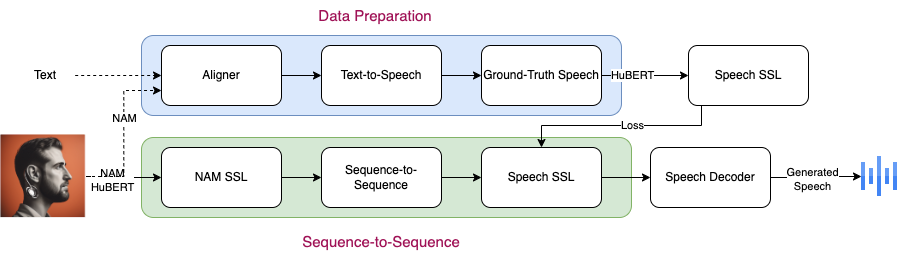 Data Preparation
Text
Aligner
Text-to-Speech
Ground-Truth Speech
HuBERT
Speech SSL
NAM
Loss
NAM
HuBERT
NAM SSL
Sequence-to-
Sequence
Speech SSL
Speech Decoder
Generated
Speech
Sequence-to-Sequence